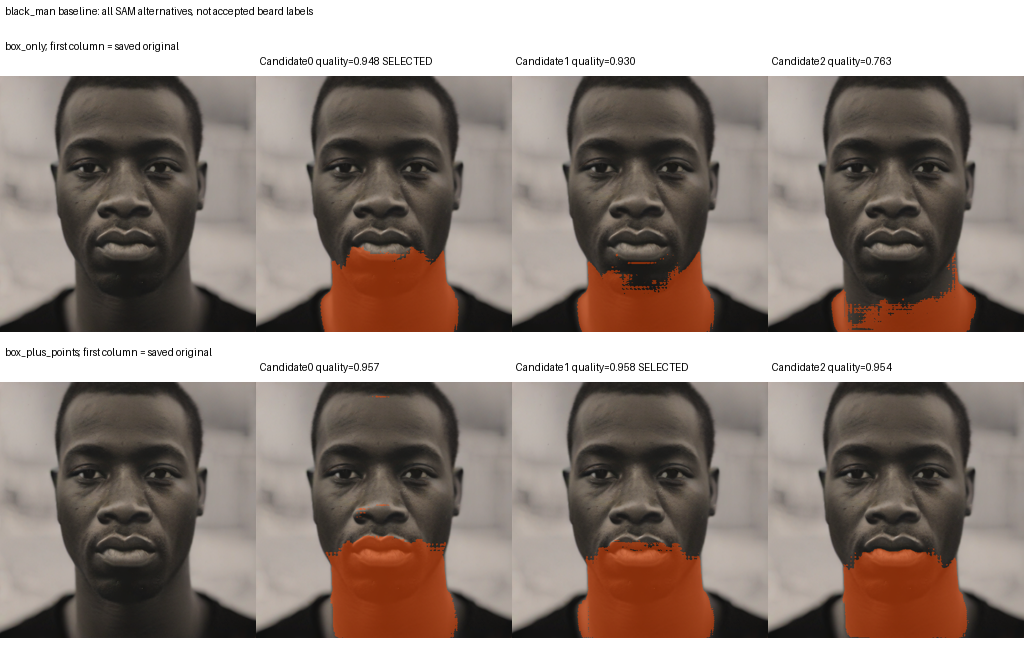 black_man baseline: all SAM alternatives, not accepted beard labels
box_only; first column = saved original
Candidate0 quality=0.948 SELECTED
Candidate1 quality=0.930
Candidate2 quality=0.763
box_plus_points; first column = saved original
Candidate0 quality=0.957
Candidate1 quality=0.958 SELECTED
Candidate2 quality=0.954